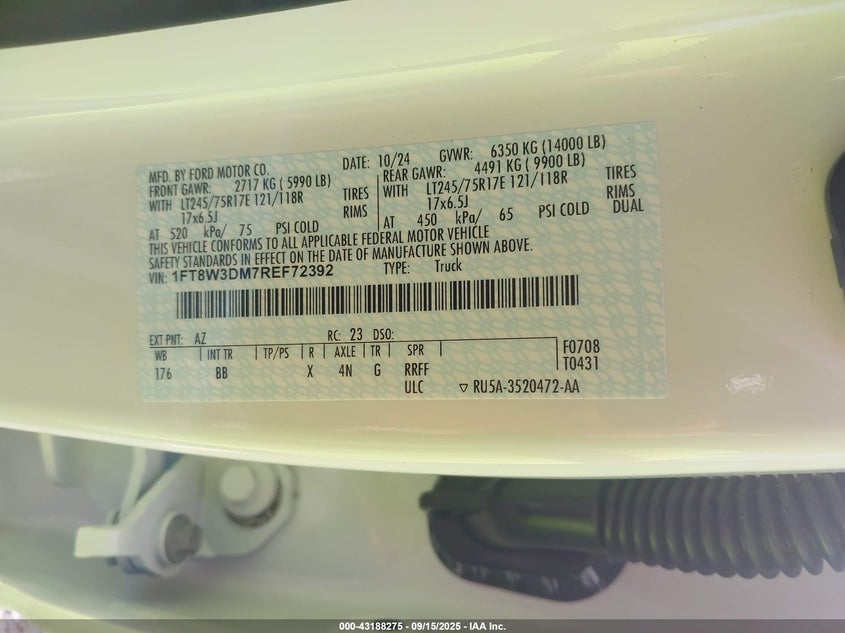 MFD. BY FORD MOTOR CO. DATE: 10/24 GVWR: 6350 KG (14000 LB)
FRONT GAWR: 2717 KG ( 5990 LB) REAR GAWR: 4491 KG ( 9900 LB)
WITH LT245/75R17E 121/118R TIRES WITH LT245/75R17E 121/118R TIRES
17x6.5J RIMS 17x6.5J RIMS
AT 520 kPa/ 75 PSI COLD AT 450 kPa/ 65 PSI COLD DUAL
THIS VEHICLE CONFORMS TO ALL APPLICABLE FEDERAL MOTOR VEHICLE
SAFETY STANDARDS IN EFFECT ON THE DATE OF MANUFACTURE SHOWN ABOVE.
VIN: 1FT8W3DM7REF72392 TYPE: Truck
EXT PNT: AZ RC: 23 DSO:
WB INT TR TP/PS R AXLE TR SPR F0708
176 BB X 4N G RRFF T0431
ULC ▽ RU5A-3520472-AA
000-43188275 - 09/15/2025 - IAA Inc.